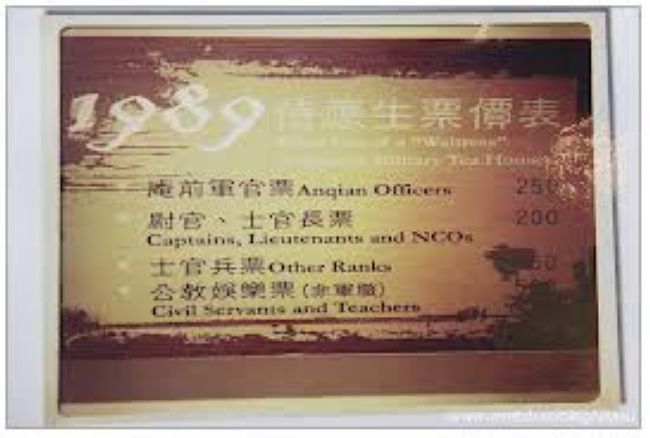 1989 侍應生票價表
of a "Waitress"
Military Tea House
庵前軍官票 Anqian Officers 250
尉官、士官長票 200
Captains, Lieutenants and NCOs
士官兵票 Other Ranks
公教娛樂票 (非軍職)
Civil Servants and Teachers